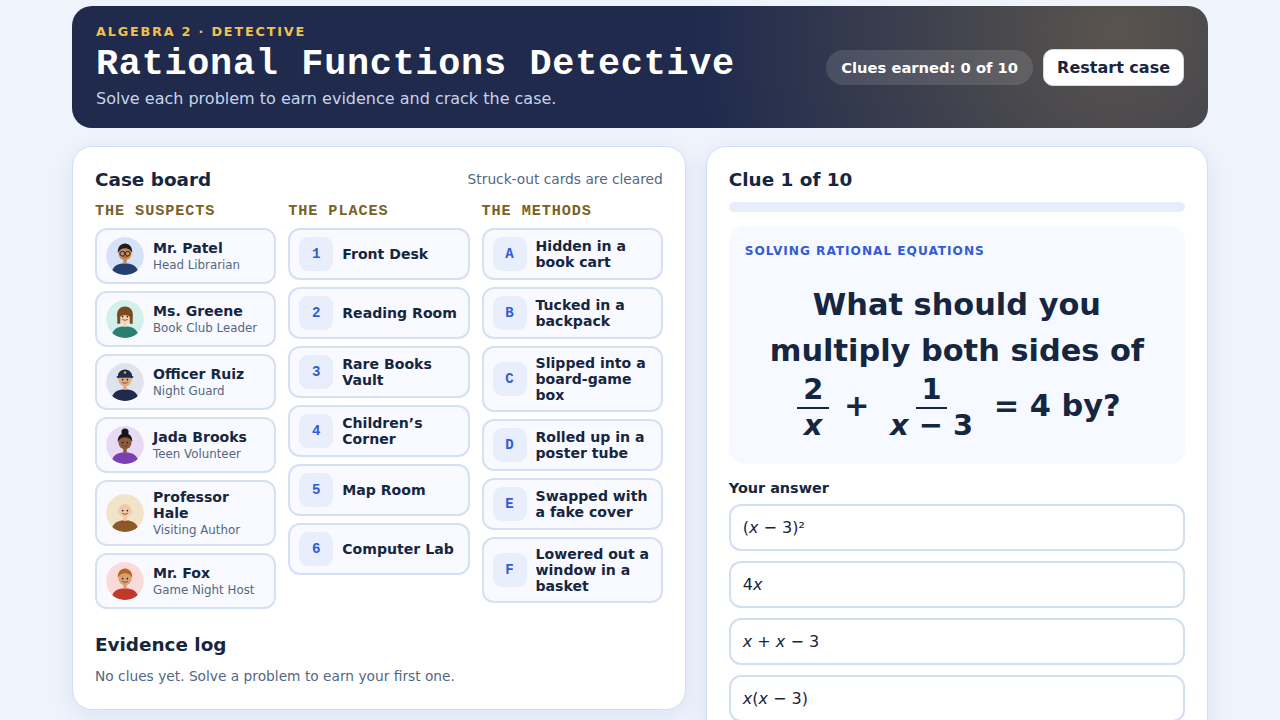 ALGEBRA 2 · DETECTIVE
Rational Functions Detective
Solve each problem to earn evidence and crack the case.
Clues earned: 0 of 10
Restart case
Case board
Struck-out cards are cleared
THE SUSPECTS
Mr. Patel
Head Librarian
Ms. Greene
Book Club Leader
Officer Ruiz
Night Guard
Jada Brooks
Teen Volunteer
Professor
Hale
Visiting Author
Mr. Fox
Game Night Host
THE PLACES
1 Front Desk
2 Reading Room
3 Rare Books
Vault
4 Children’s
Corner
5 Map Room
6 Computer Lab
THE METHODS
A Hidden in a
book cart
B Tucked in a
backpack
C Slipped into a
board-game
box
D Rolled up in a
poster tube
E Swapped with
a fake cover
F Lowered out a
window in a
basket
Evidence log
No clues yet. Solve a problem to earn your first one.
Clue 1 of 10
SOLVING RATIONAL EQUATIONS
What should you
multiply both sides of
2/x + 1/(x − 3) = 4 by?
Your answer
(x − 3)²
4x
x + x − 3
x(x − 3)